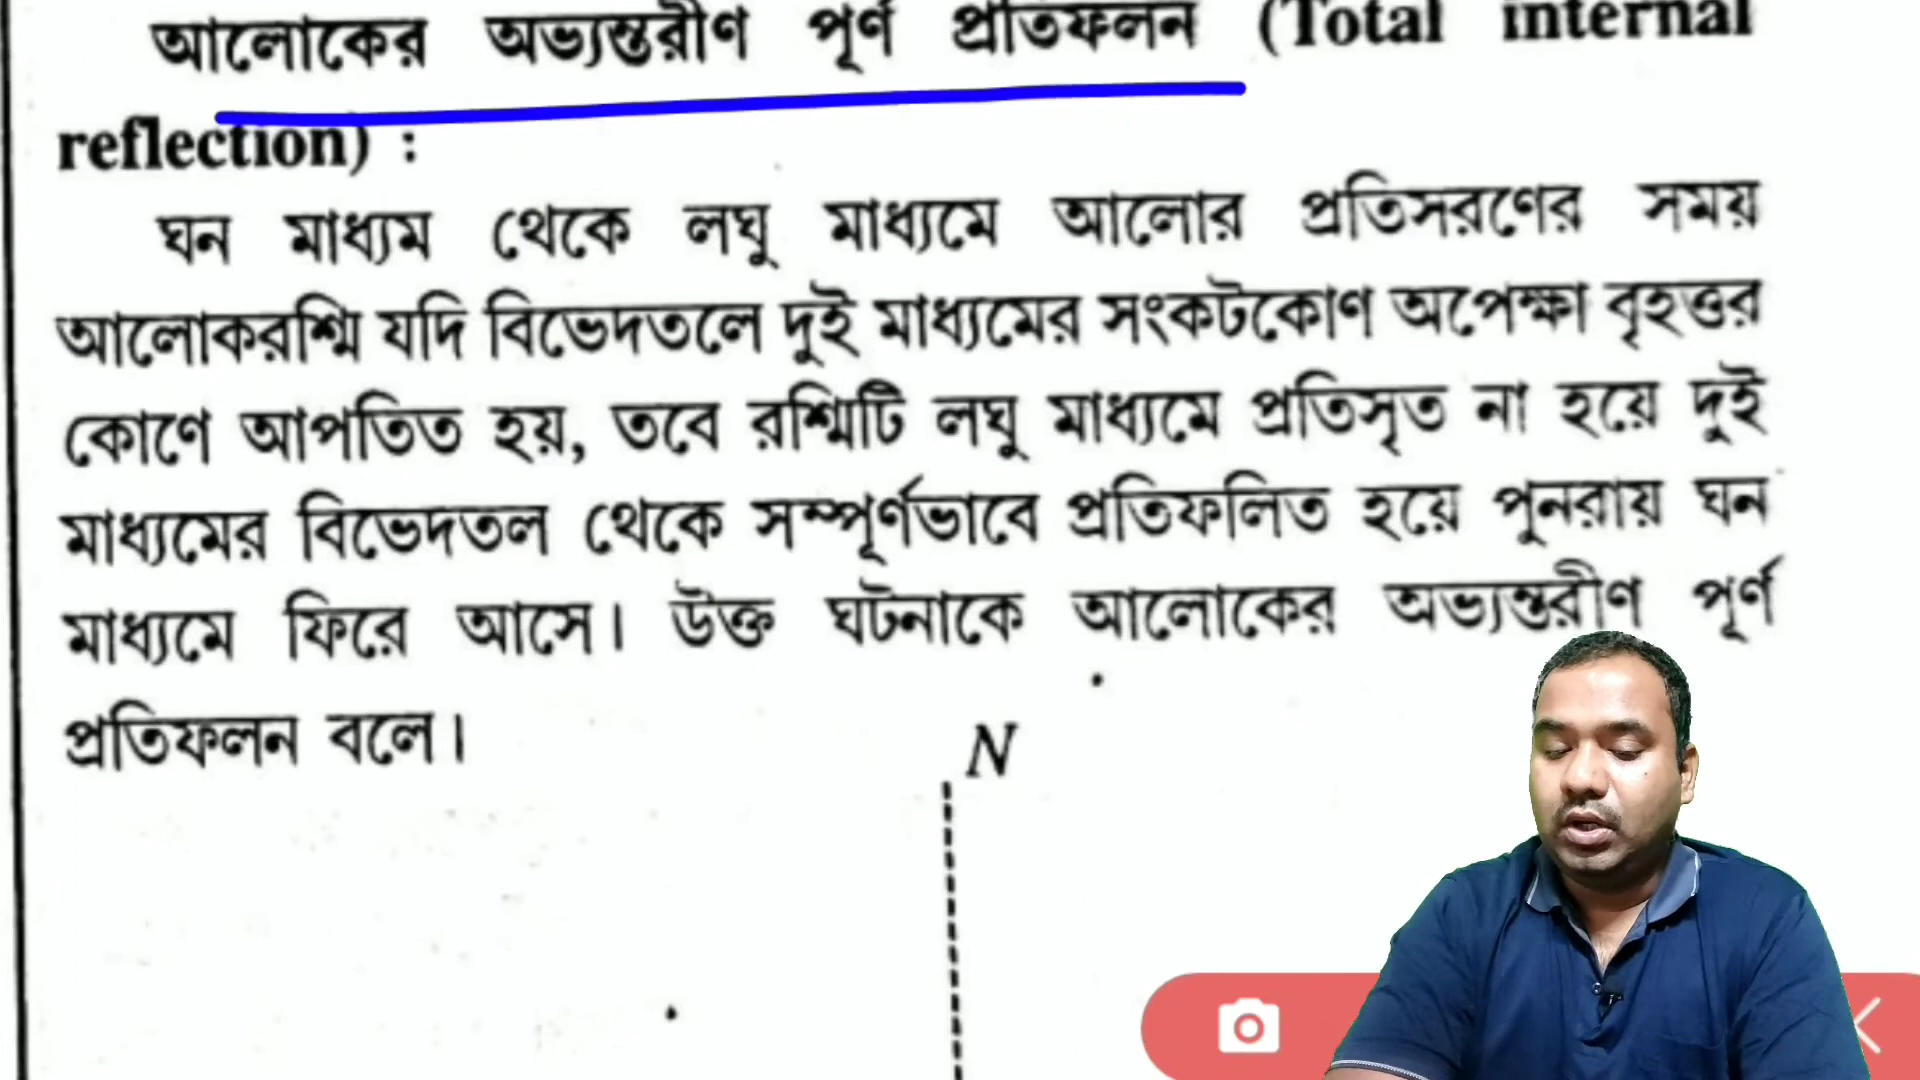 আলোকের অভ্যন্তরীণ পূর্ণ প্রতিফলন (Total internal
reflection) :
ঘন মাধ্যম থেকে লঘু মাধ্যমে আলোর প্রতিসরণের সময়
আলোকরশ্মি যদি বিভেদতলে দুই মাধ্যমের সংকটকোণ অপেক্ষা বৃহত্তর
কোণে আপতিত হয়, তবে রশ্মিটি লঘু মাধ্যমে প্রতিসৃত না হয়ে দুই
মাধ্যমের বিভেদতল থেকে সম্পূর্ণভাবে প্রতিফলিত হয়ে পুনরায় ঘন
মাধ্যমে ফিরে আসে। উক্ত ঘটনাকে আলোকের অভ্যন্তরীণ পূর্ণ
প্রতিফলন বলে।
N